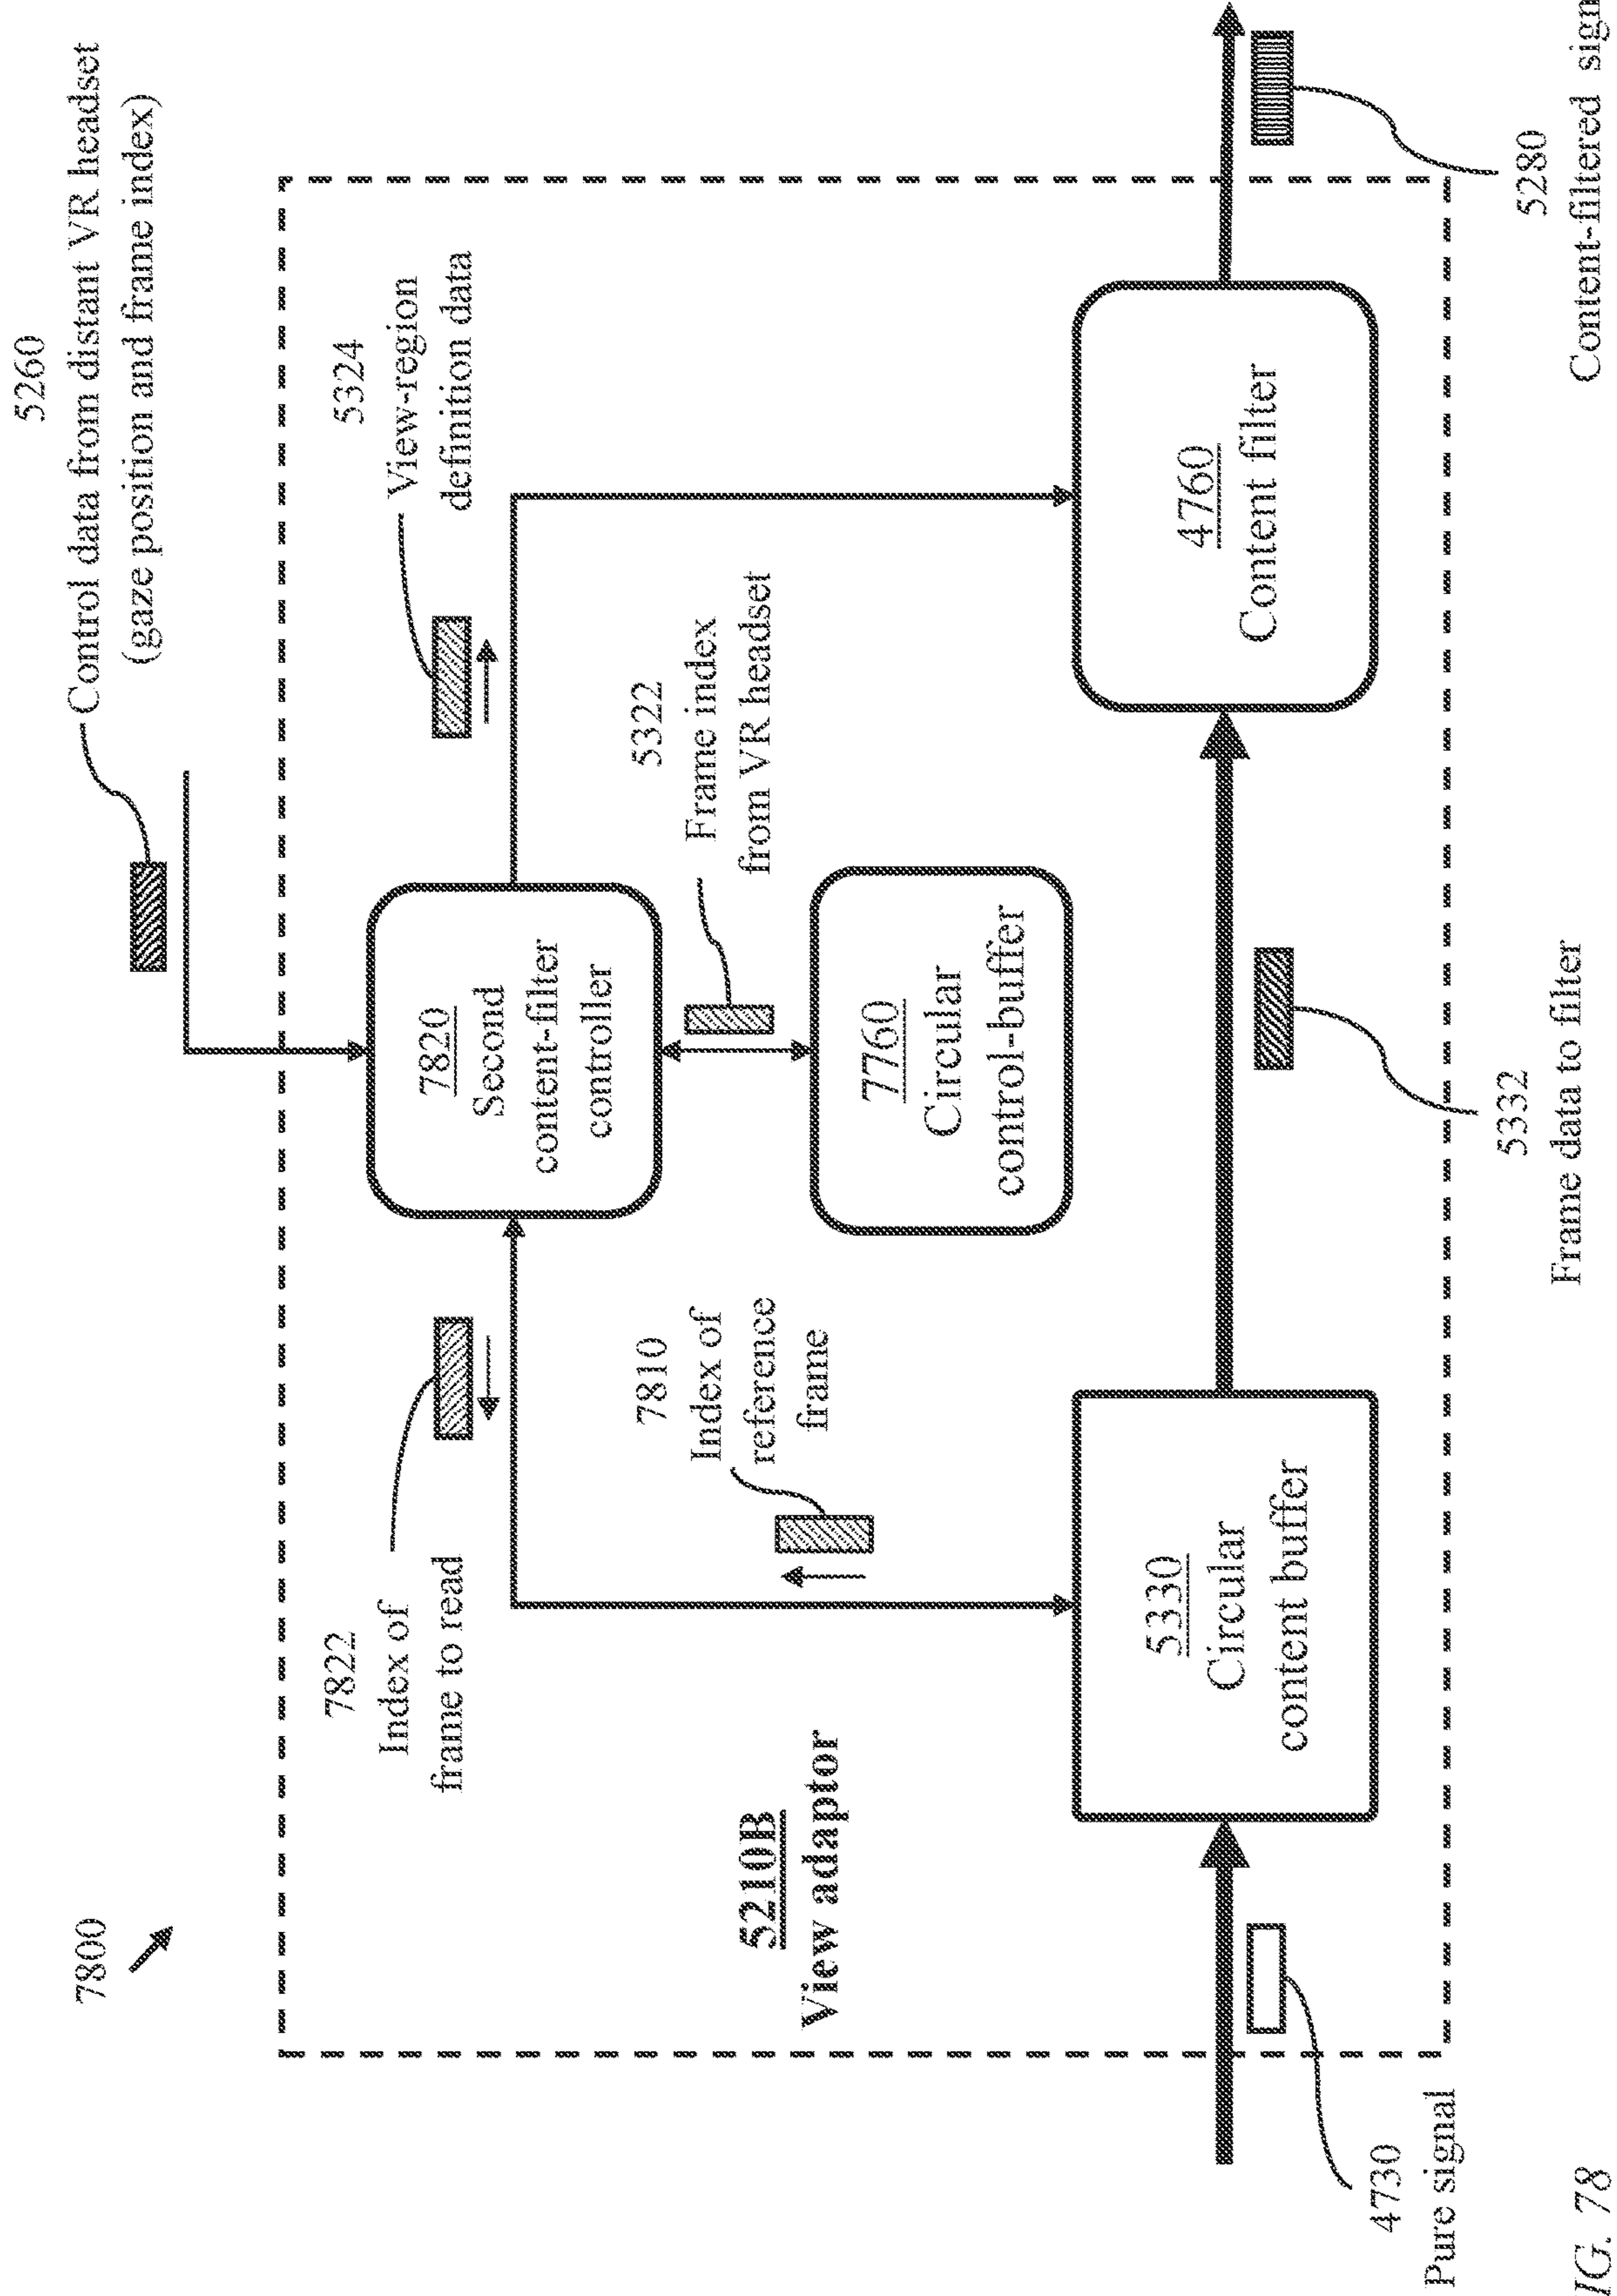 7800
5260
Control data from distant VR headset
(gaze position and frame index)
7822
Index of
frame to read
5324
View-region
definition data
7820
Second
content-filter
controller
7810
Index of
reference
frame
5322
Frame index
from VR headset
5210B
View adaptor
7760
Circular
control-buffer
5330
Circular
content buffer
4760
Content filter
4730
Pure signal
5332
Frame data to filter
5280
Content-filtered sign
IG. 78